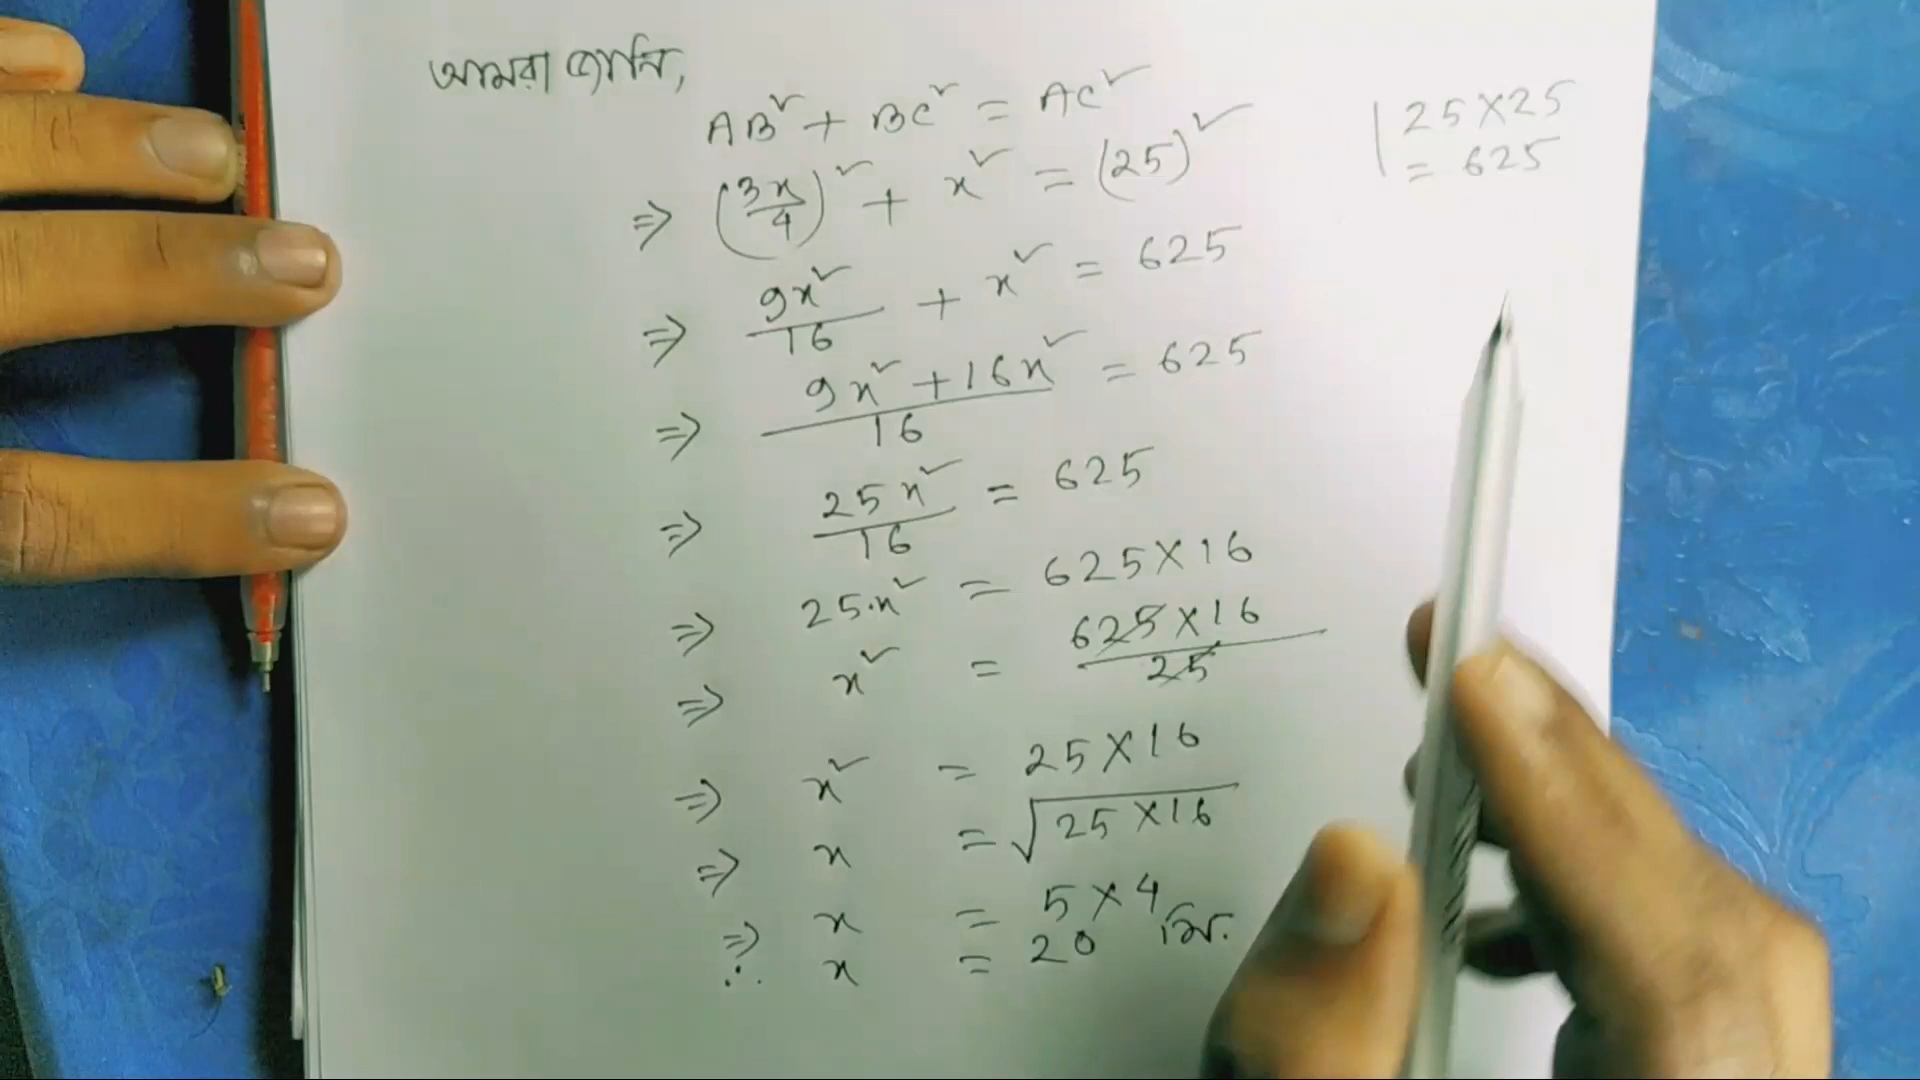 আমরা জানি,
AB² + BC² = AC²
⇒ (3x/4)² + x² = (25)²
| 25×25
= 625
⇒ 9x²/16 + x² = 625
⇒ (9x² + 16x²)/16 = 625
⇒ 25x²/16 = 625
⇒ 25·x² = 625×16
⇒ x² = (625×16)/25
⇒ x² = 25×16
⇒ x = √(25×16)
⇒ x = 5×4
∴ x = 20 মি.